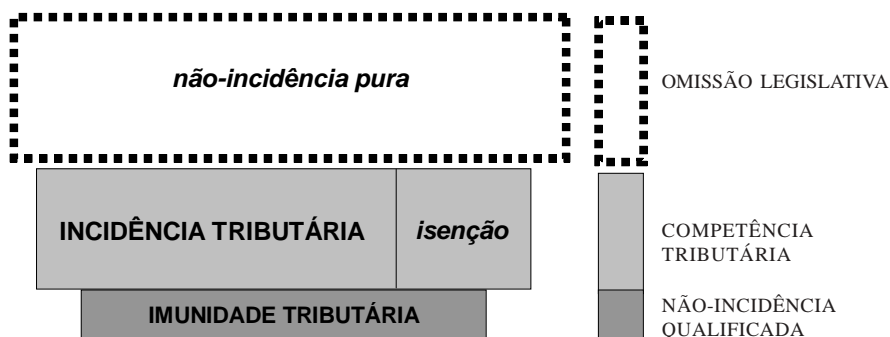 não-incidência pura
OMISSÃO LEGISLATIVA
INCIDÊNCIA TRIBUTÁRIA
isenção
COMPETÊNCIA
TRIBUTÁRIA
IMUNIDADE TRIBUTÁRIA
NÃO-INCIDÊNCIA
QUALIFICADA